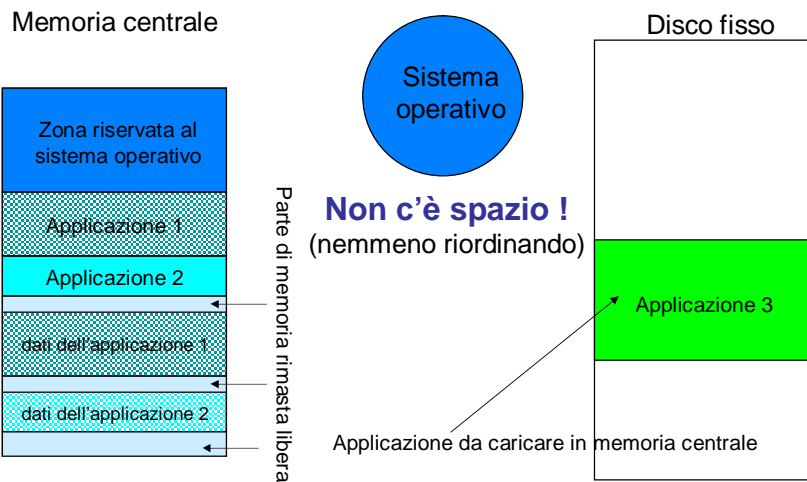 Memoria centrale
Zona riservata al
sistema operativo
Applicazione 1
Applicazione 2
dati dell'applicazione 1
dati dell'applicazione 2
Parte di memoria rimasta libera
Sistema
operativo
Non c'è spazio !
(nemmeno riordinando)
Disco fisso
Applicazione 3
Applicazione da caricare in memoria centrale